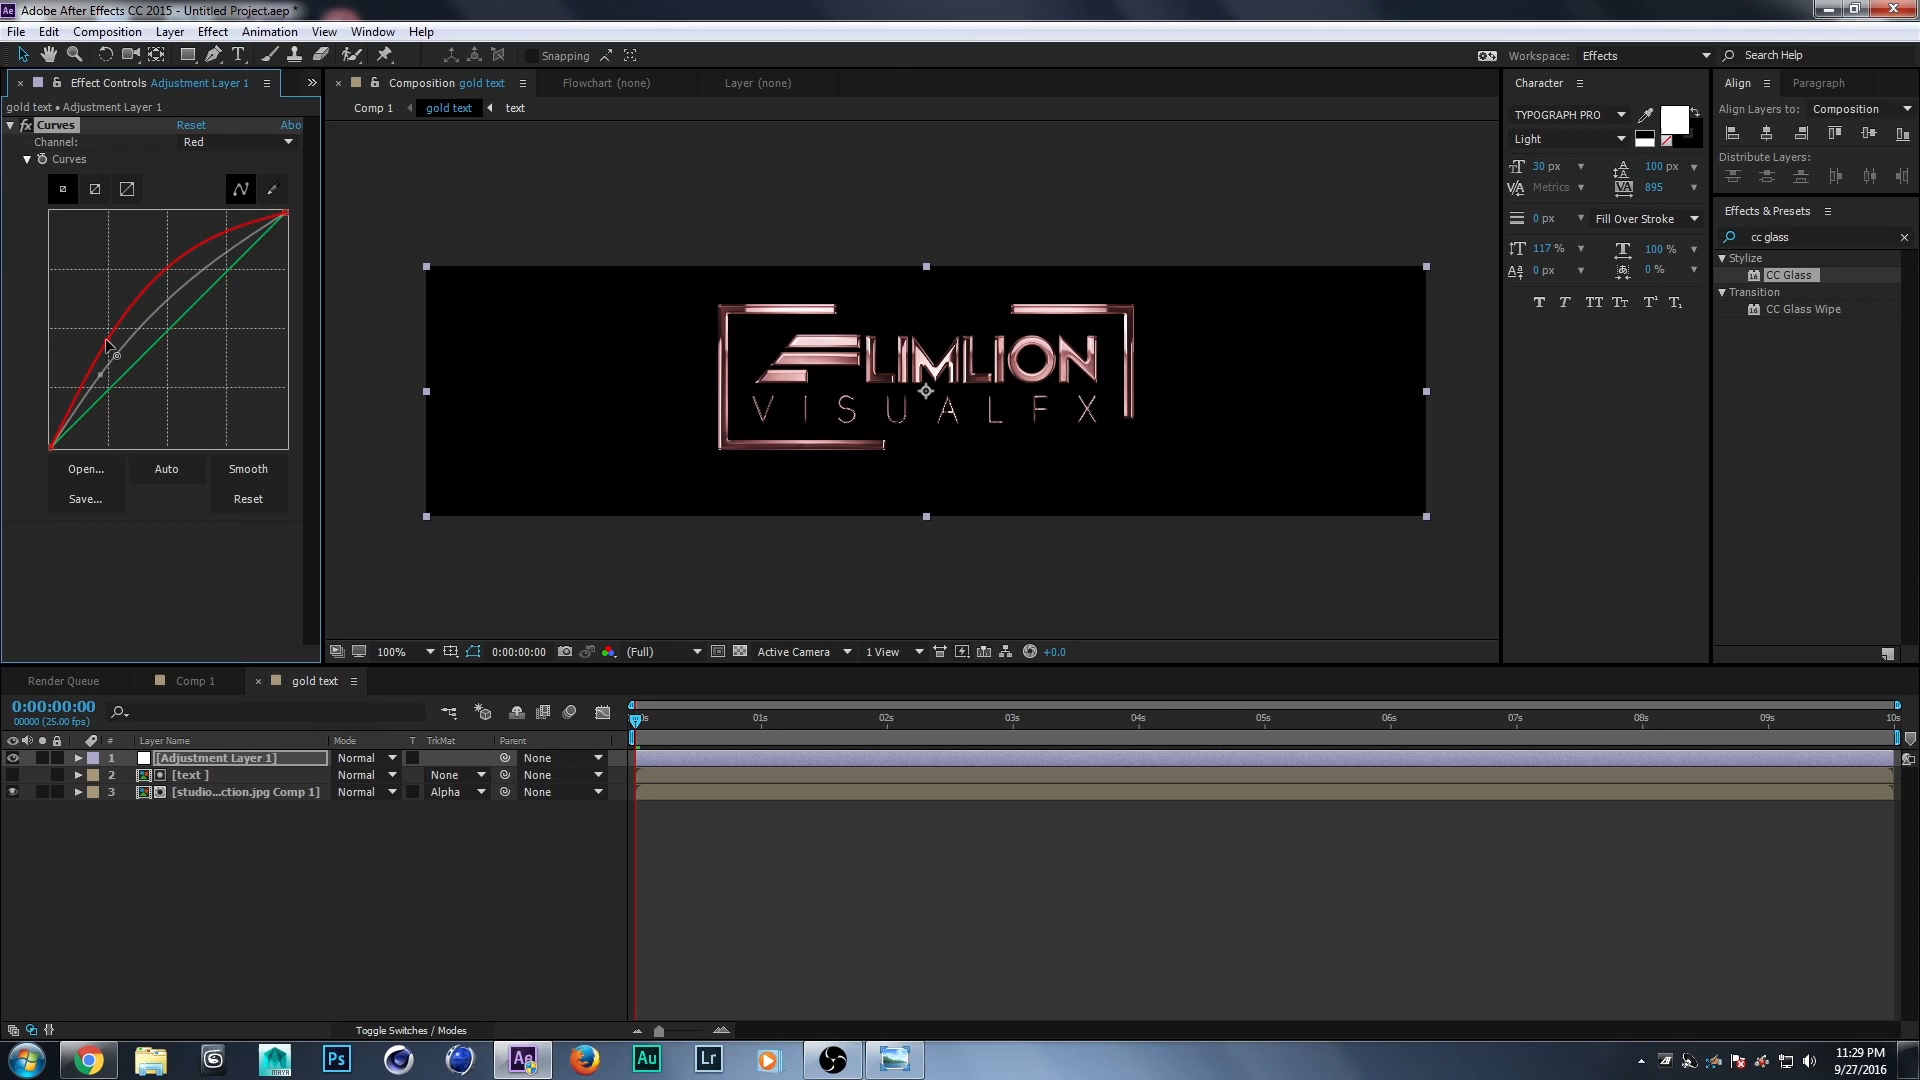 Adobe After Effects CC 2015 - Untitled Project.aep *
File Edit Composition Layer Effect Animation View Window Help
Snapping
Workspace: Effects
Search Help
Effect Controls Adjustment Layer 1
gold text • Adjustment Layer 1
fx Curves Reset Abo
Channel: Red
Curves
Open... Auto Smooth
Save... Reset
Composition gold text
Flowchart (none)
Layer (none)
Comp 1 gold text text
LIMLION
VISUALFX
100% 0:00:00:00 (Full) Active Camera 1 View +0.0
Character
TYPOGRAPH PRO
Light
30 px 100 px
Metrics 895
0 px Fill Over Stroke
117 % 100 %
0 px 0 %
Align Paragraph
Align Layers to: Composition
Distribute Layers:
Effects & Presets
cc glass
Stylize
CC Glass
Transition
CC Glass Wipe
Render Queue Comp 1 gold text
0:00:00:00
00000 (25.00 fps)
01s 02s 03s 04s 05s 06s 07s 08s 09s 10s
# Layer Name Mode T TrkMat Parent
1 [Adjustment Layer 1] Normal None
2 [text ] Normal None None
3 [studio...ction.jpg Comp 1] Normal Alpha None
Toggle Switches / Modes
MAYA Ps Ae Au Lr
11:29 PM
9/27/2016